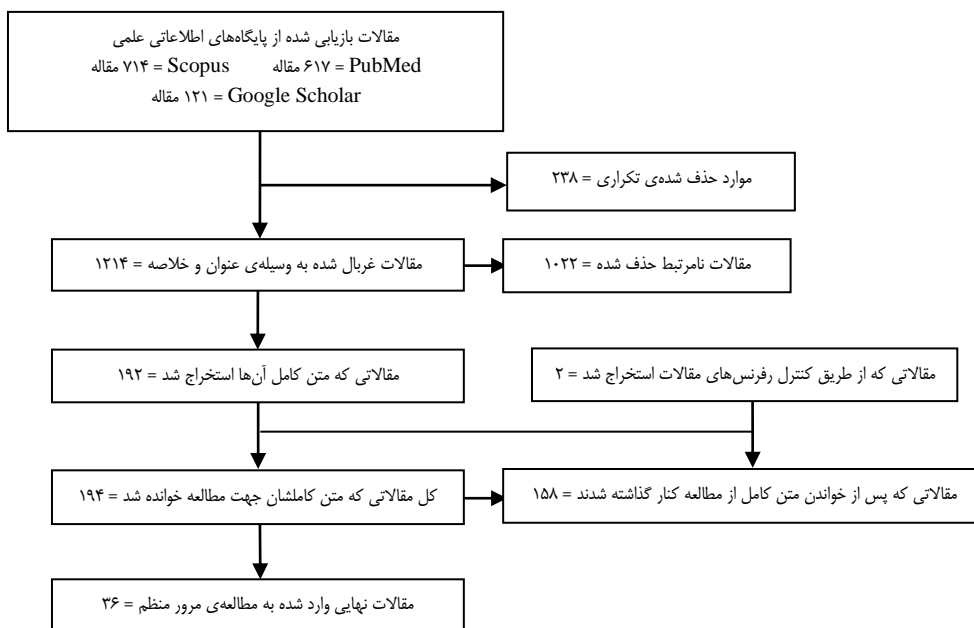 مقالات بازیابی شده از پایگاه‌های اطلاعاتی علمی
PubMed = ۶۱۷ مقاله Scopus = ۷۱۴ مقاله
Google Scholar = ۱۲۱ مقاله
موارد حذف شده‌ی تکراری = ۲۳۸
مقالات غربال شده به وسیله‌ی عنوان و خلاصه = ۱۲۱۴
مقالات نامرتبط حذف شده = ۱۰۲۲
مقالاتی که متن کامل آن‌ها استخراج شد = ۱۹۲
مقالاتی که از طریق کنترل رفرنس‌های مقالات استخراج شد = ۲
کل مقالاتی که متن کاملشان جهت مطالعه خوانده شد = ۱۹۴
مقالاتی که پس از خواندن متن کامل از مطالعه کنار گذاشته شدند = ۱۵۸
مقالات نهایی وارد شده به مطالعه‌ی مرور منظم = ۳۶